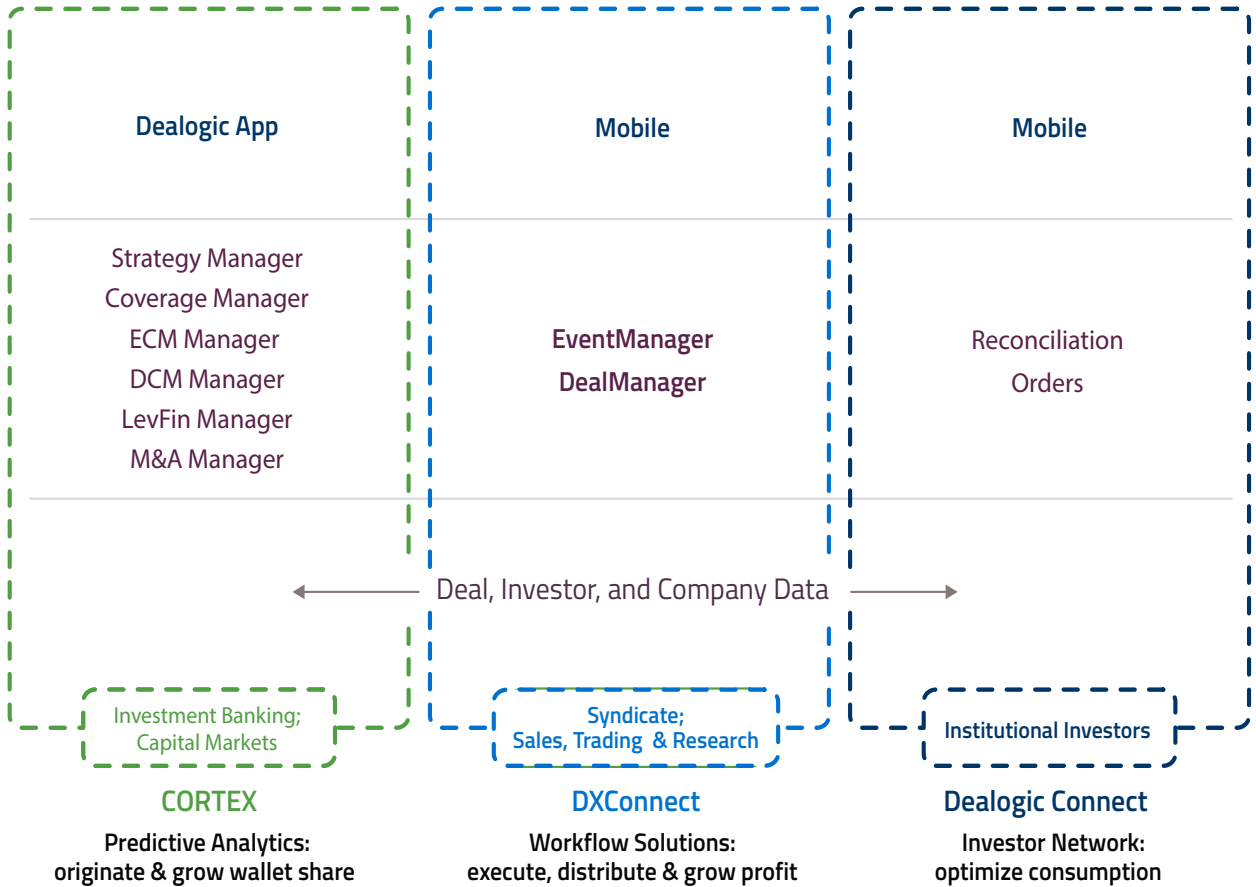 Dealogic App
Mobile
Mobile
Strategy Manager
Coverage Manager
ECM Manager
DCM Manager
LevFin Manager
M&A Manager
EventManager
DealManager
Reconciliation
Orders
Deal, Investor, and Company Data
Investment Banking;
Capital Markets
Syndicate;
Sales, Trading & Research
Institutional Investors
CORTEX
Predictive Analytics:
originate & grow wallet share
DXConnect
Workflow Solutions:
execute, distribute & grow profit
Dealogic Connect
Investor Network:
optimize consumption